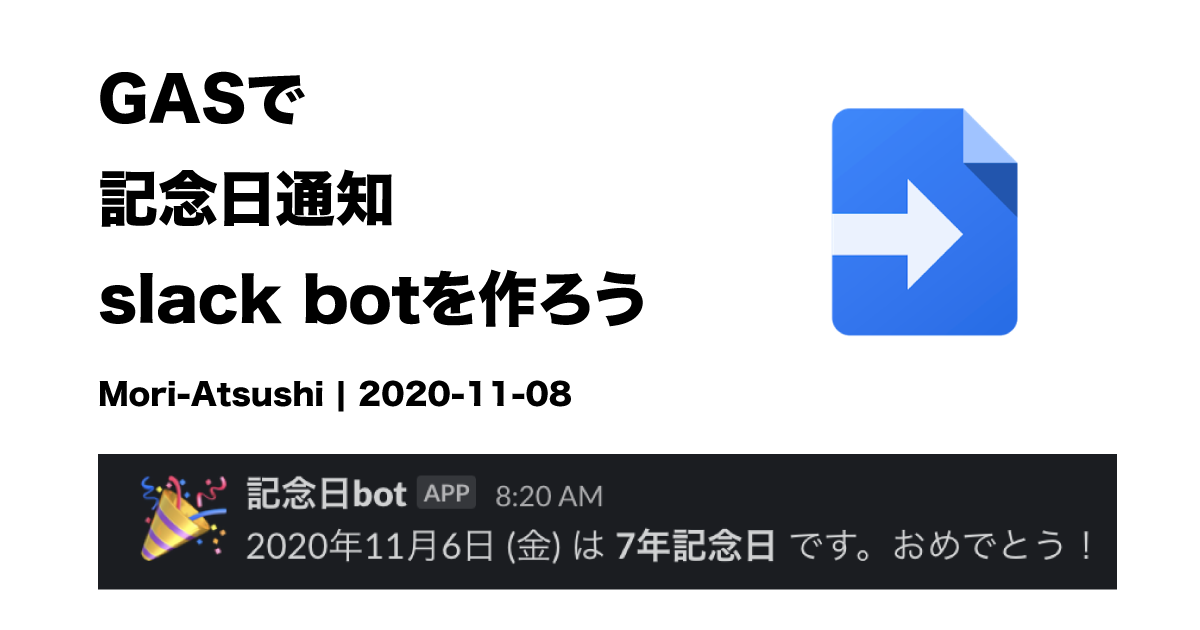 GASで
記念日通知
slack botを作ろう
Mori-Atsushi | 2020-11-08
記念日bot APP 8:20 AM
2020年11月6日 (金) は 7年記念日 です。おめでとう！